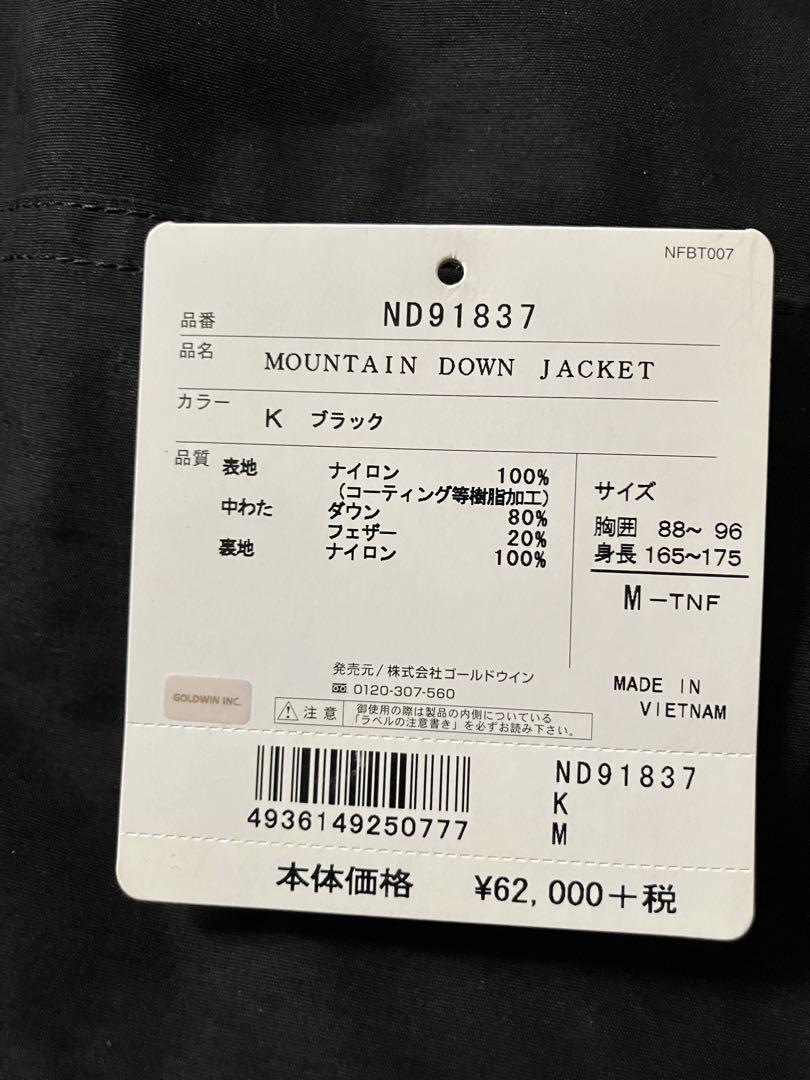 NFBT007
品番 ND91837
品名 MOUNTAIN DOWN JACKET
カラー K ブラック
品質 表地 ナイロン 100%
(コーティング等樹脂加工)
中わた ダウン 80%
フェザー 20%
裏地 ナイロン 100%
サイズ
胸囲 88~ 96
身長 165~175
M-TNF
発売元/株式会社ゴールドウイン
0120-307-560
GOLDWIN INC.
注意 御使用の際は製品の内側についている
「ラベルの注意書き」を必ずお読み下さい。
MADE IN
VIETNAM
4936149250777
ND91837
K
M
本体価格 ¥62,000+税